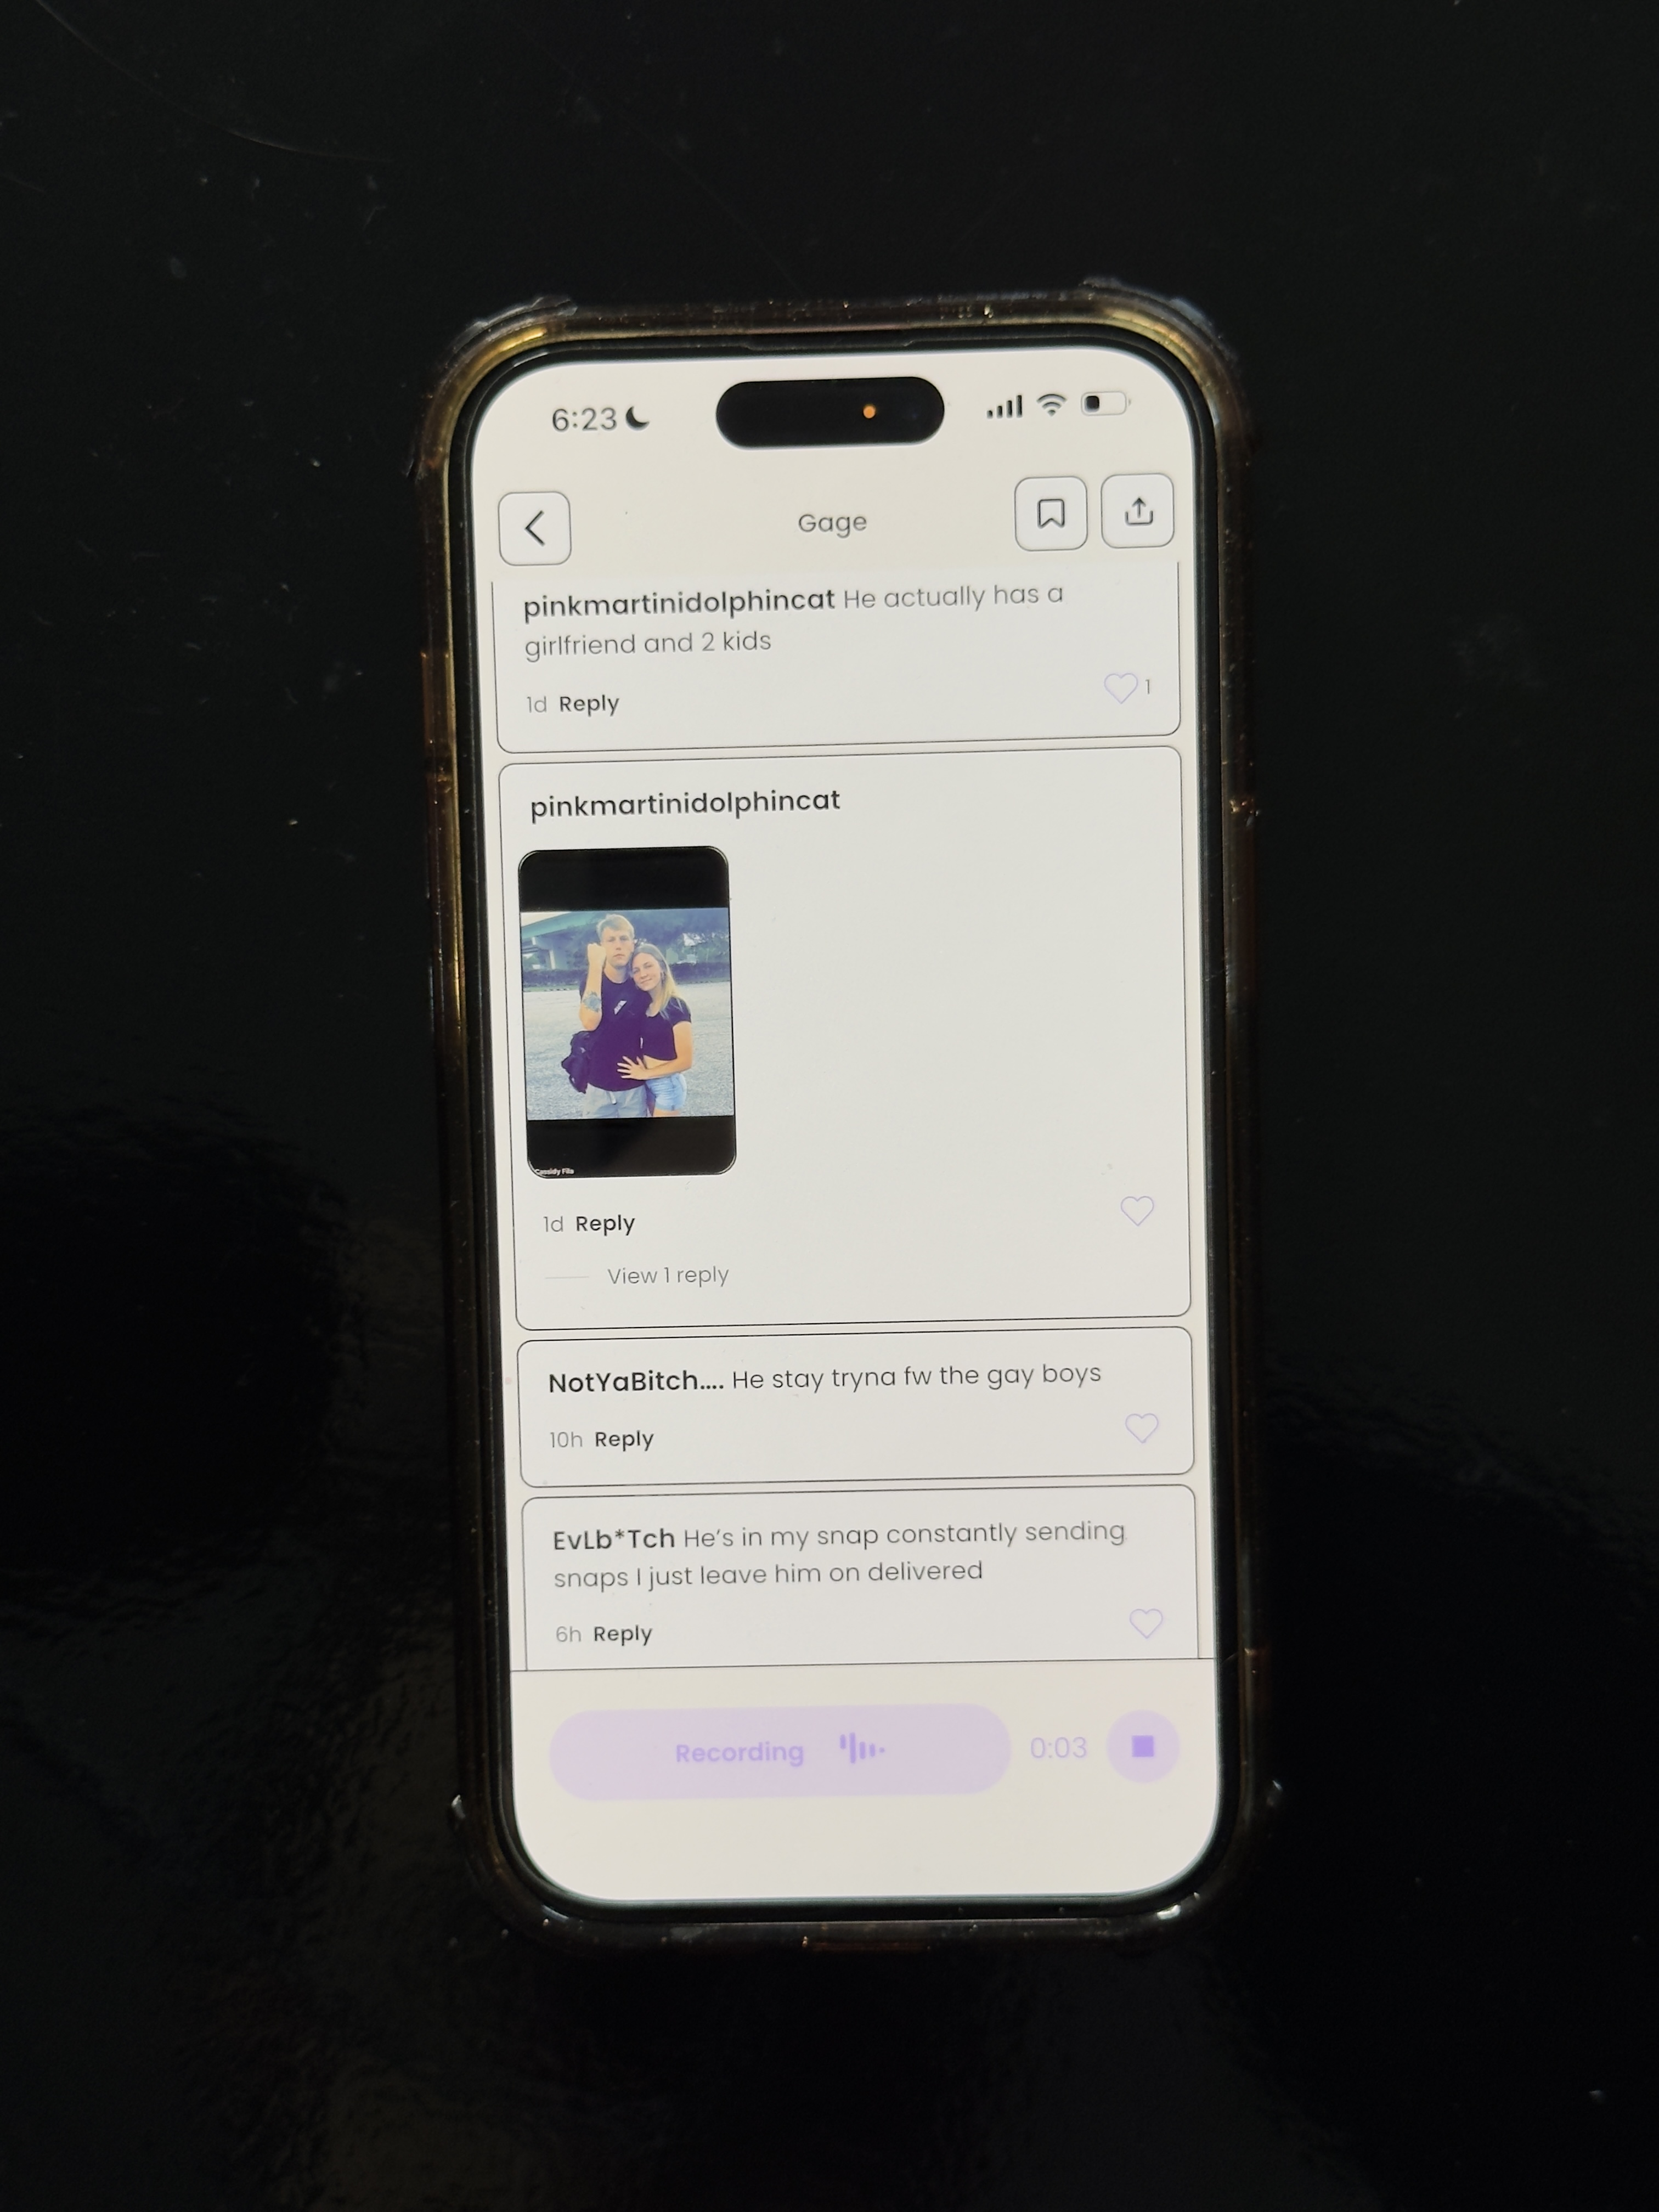 6:23
Gage
pinkmartinidolphincat He actually has a
girlfriend and 2 kids
1d Reply
1
pinkmartinidolphincat
Cassidy Fila
1d Reply
View 1 reply
NotYaBitch.... He stay tryna fw the gay boys
10h Reply
EvLb*Tch He's in my snap constantly sending
snaps I just leave him on delivered
6h Reply
Recording
0:03